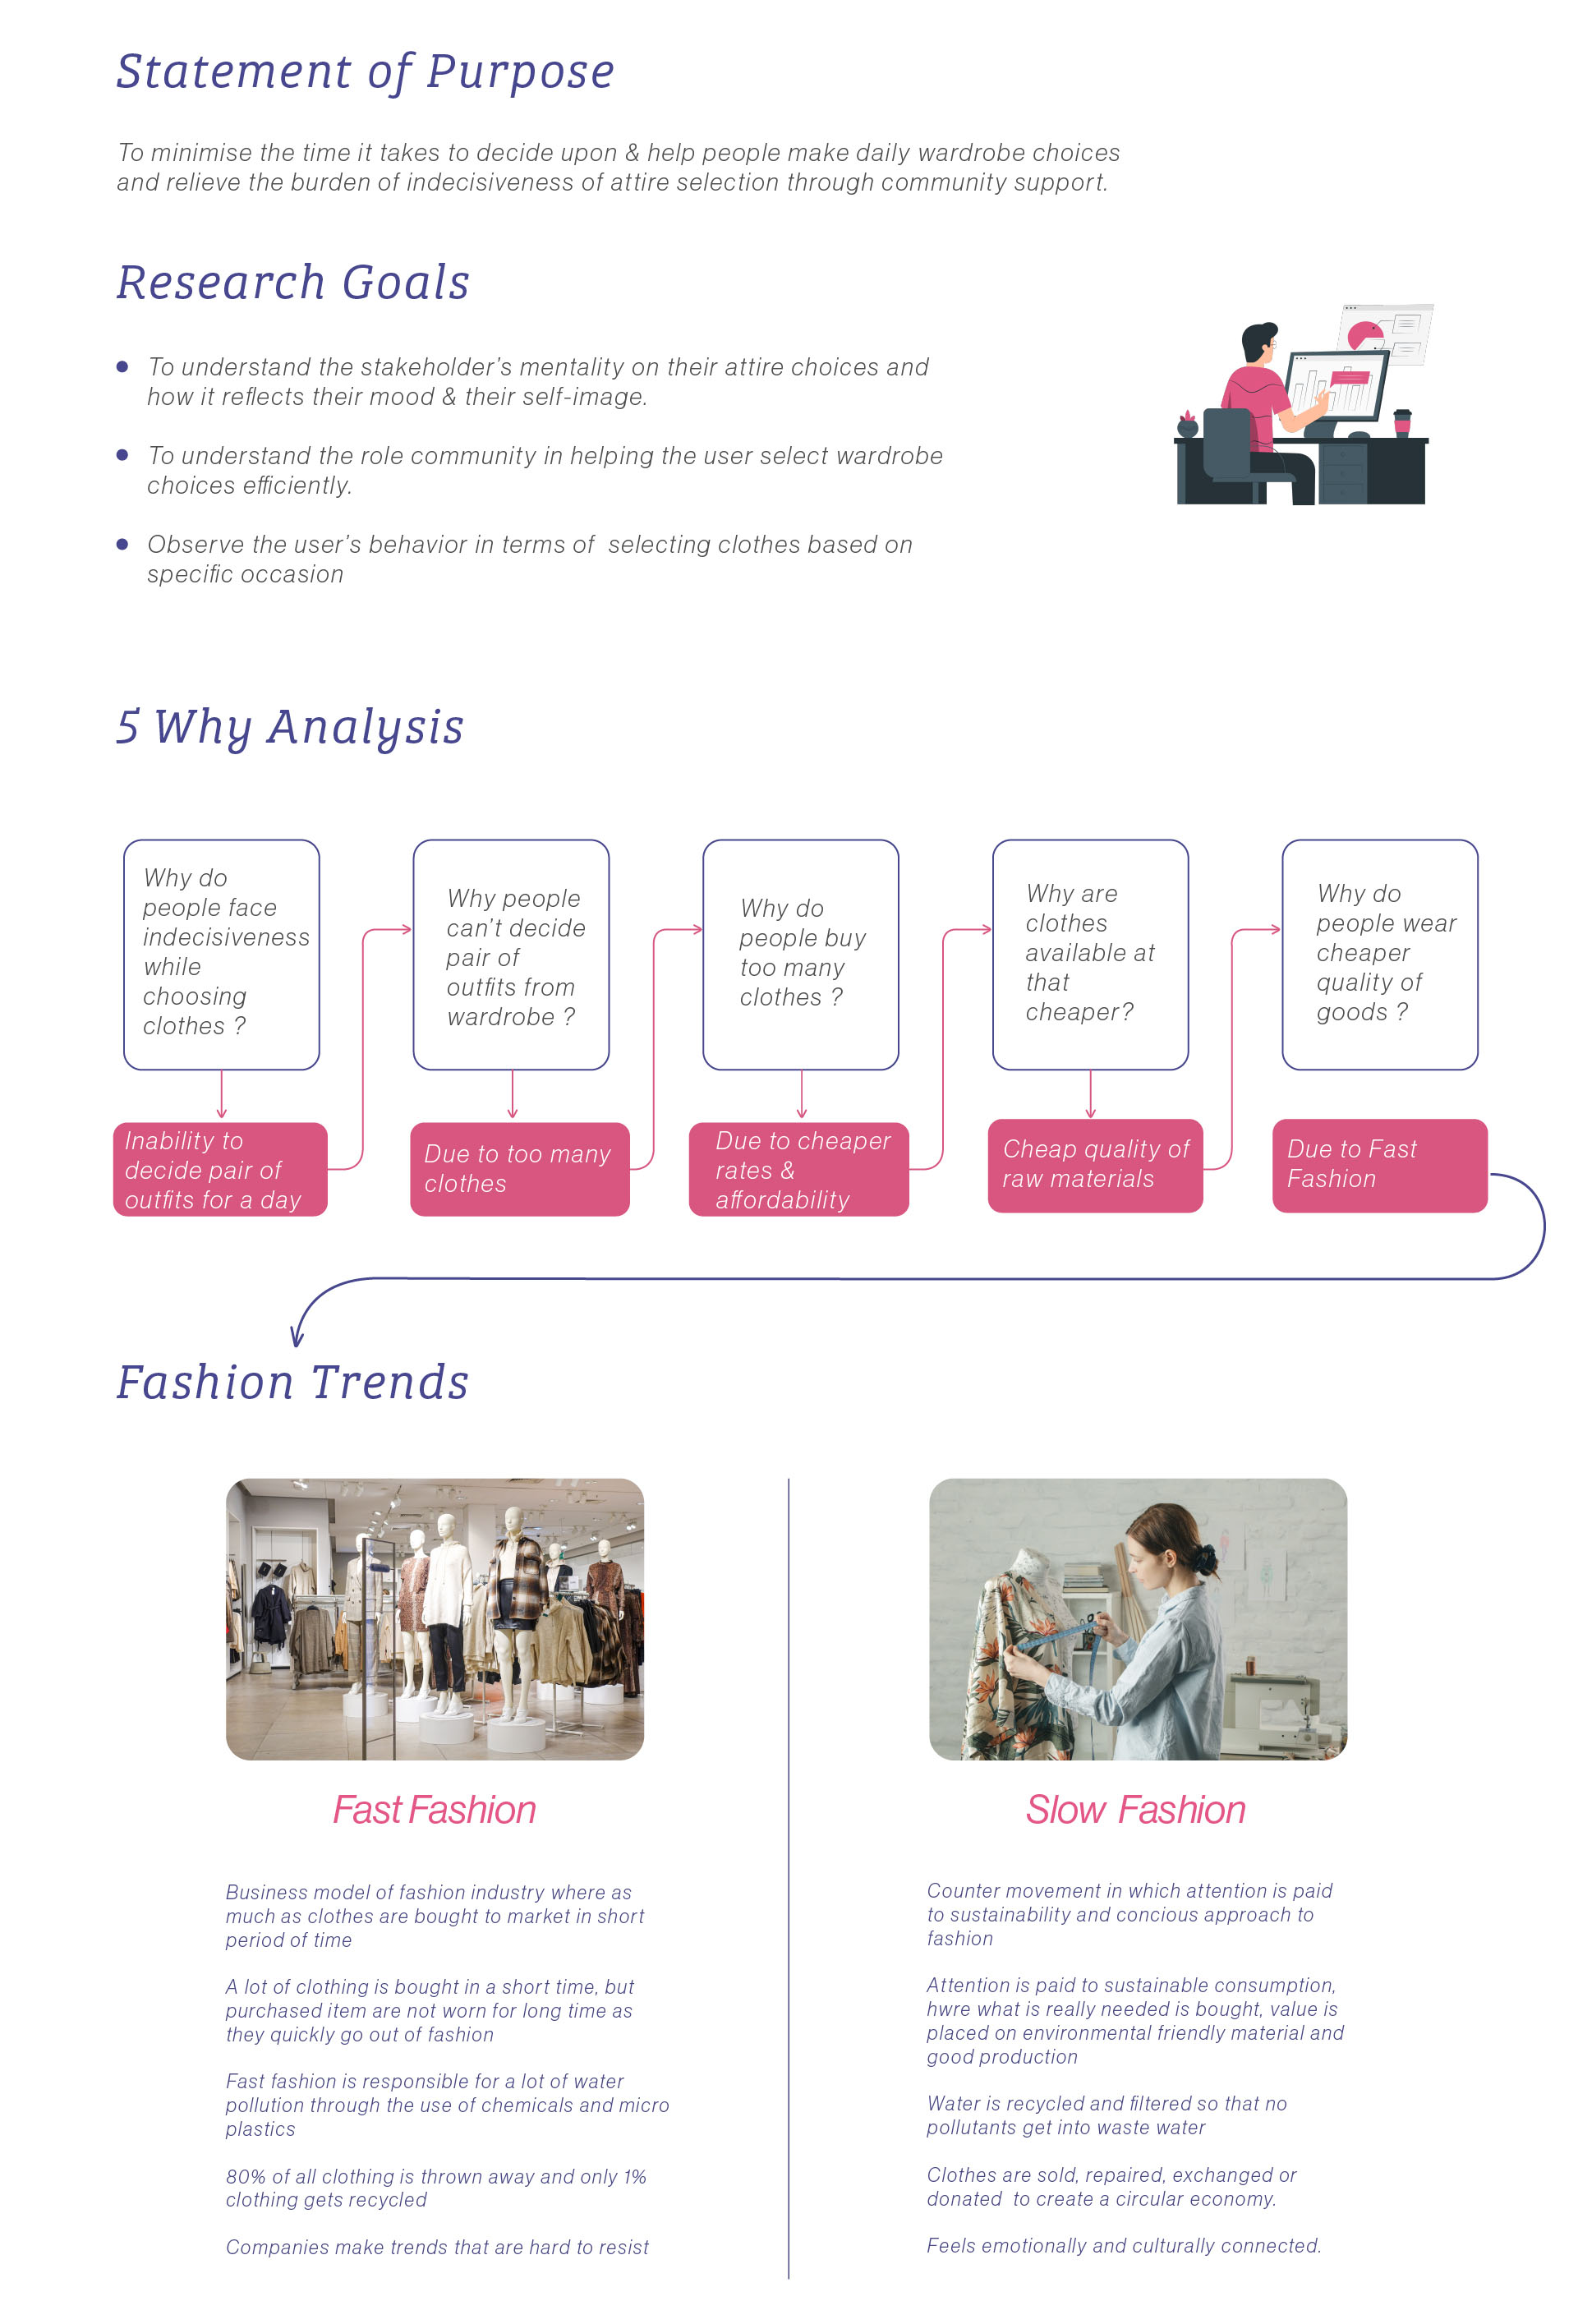 Statement of Purpose
To minimise the time it takes to decide upon & help people make daily wardrobe choices
and relieve the burden of indecisiveness of attire selection through community support.
Research Goals
To understand the stakeholder’s mentality on their attire choices and
how it reflects their mood & their self-image.
To understand the role community in helping the user select wardrobe
choices efficiently.
Observe the user’s behavior in terms of  selecting clothes based on
specific occasion
5 Why Analysis
Why do
people face
indecisiveness
while
choosing
clothes ?
Why people
can’t decide
pair of
outfits from
wardrobe ?
Why do
people buy
too many
clothes ?
Why are
clothes
available at
that
cheaper?
Why do
people wear
cheaper
quality of
goods ?
Inability to
decide pair of
outfits for a day
Due to too many
clothes
Due to cheaper
rates &
affordability
Cheap quality of
raw materials
Due to Fast
Fashion
Fashion Trends
Fast Fashion
Business model of fashion industry where as
much as clothes are bought to market in short
period of time
A lot of clothing is bought in a short time, but
purchased item are not worn for long time as
they quickly go out of fashion
Fast fashion is responsible for a lot of water
pollution through the use of chemicals and micro
plastics
80% of all clothing is thrown away and only 1%
clothing gets recycled
Companies make trends that are hard to resist
Slow  Fashion
Counter movement in which attention is paid
to sustainability and concious approach to
fashion
Attention is paid to sustainable consumption,
hwre what is really needed is bought, value is
placed on environmental friendly material and
good production
Water is recycled and filtered so that no
pollutants get into waste water
Clothes are sold, repaired, exchanged or
donated  to create a circular economy.
Feels emotionally and culturally connected.